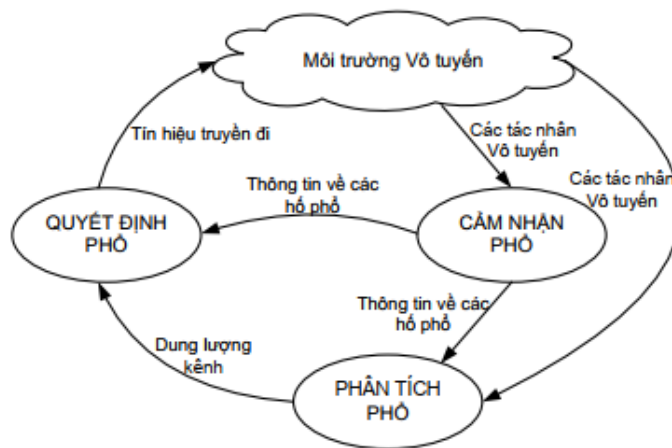 Môi trường Vô tuyến
Tín hiệu truyền đi
Các tác nhân
Vô tuyến
Các tác nhân
Vô tuyến
Thông tin về các
hố phổ
QUYẾT ĐỊNH
PHỔ
CẢM NHẬN
PHỔ
Thông tin về các
hố phổ
Dung lượng
kênh
PHÂN TÍCH
PHỔ